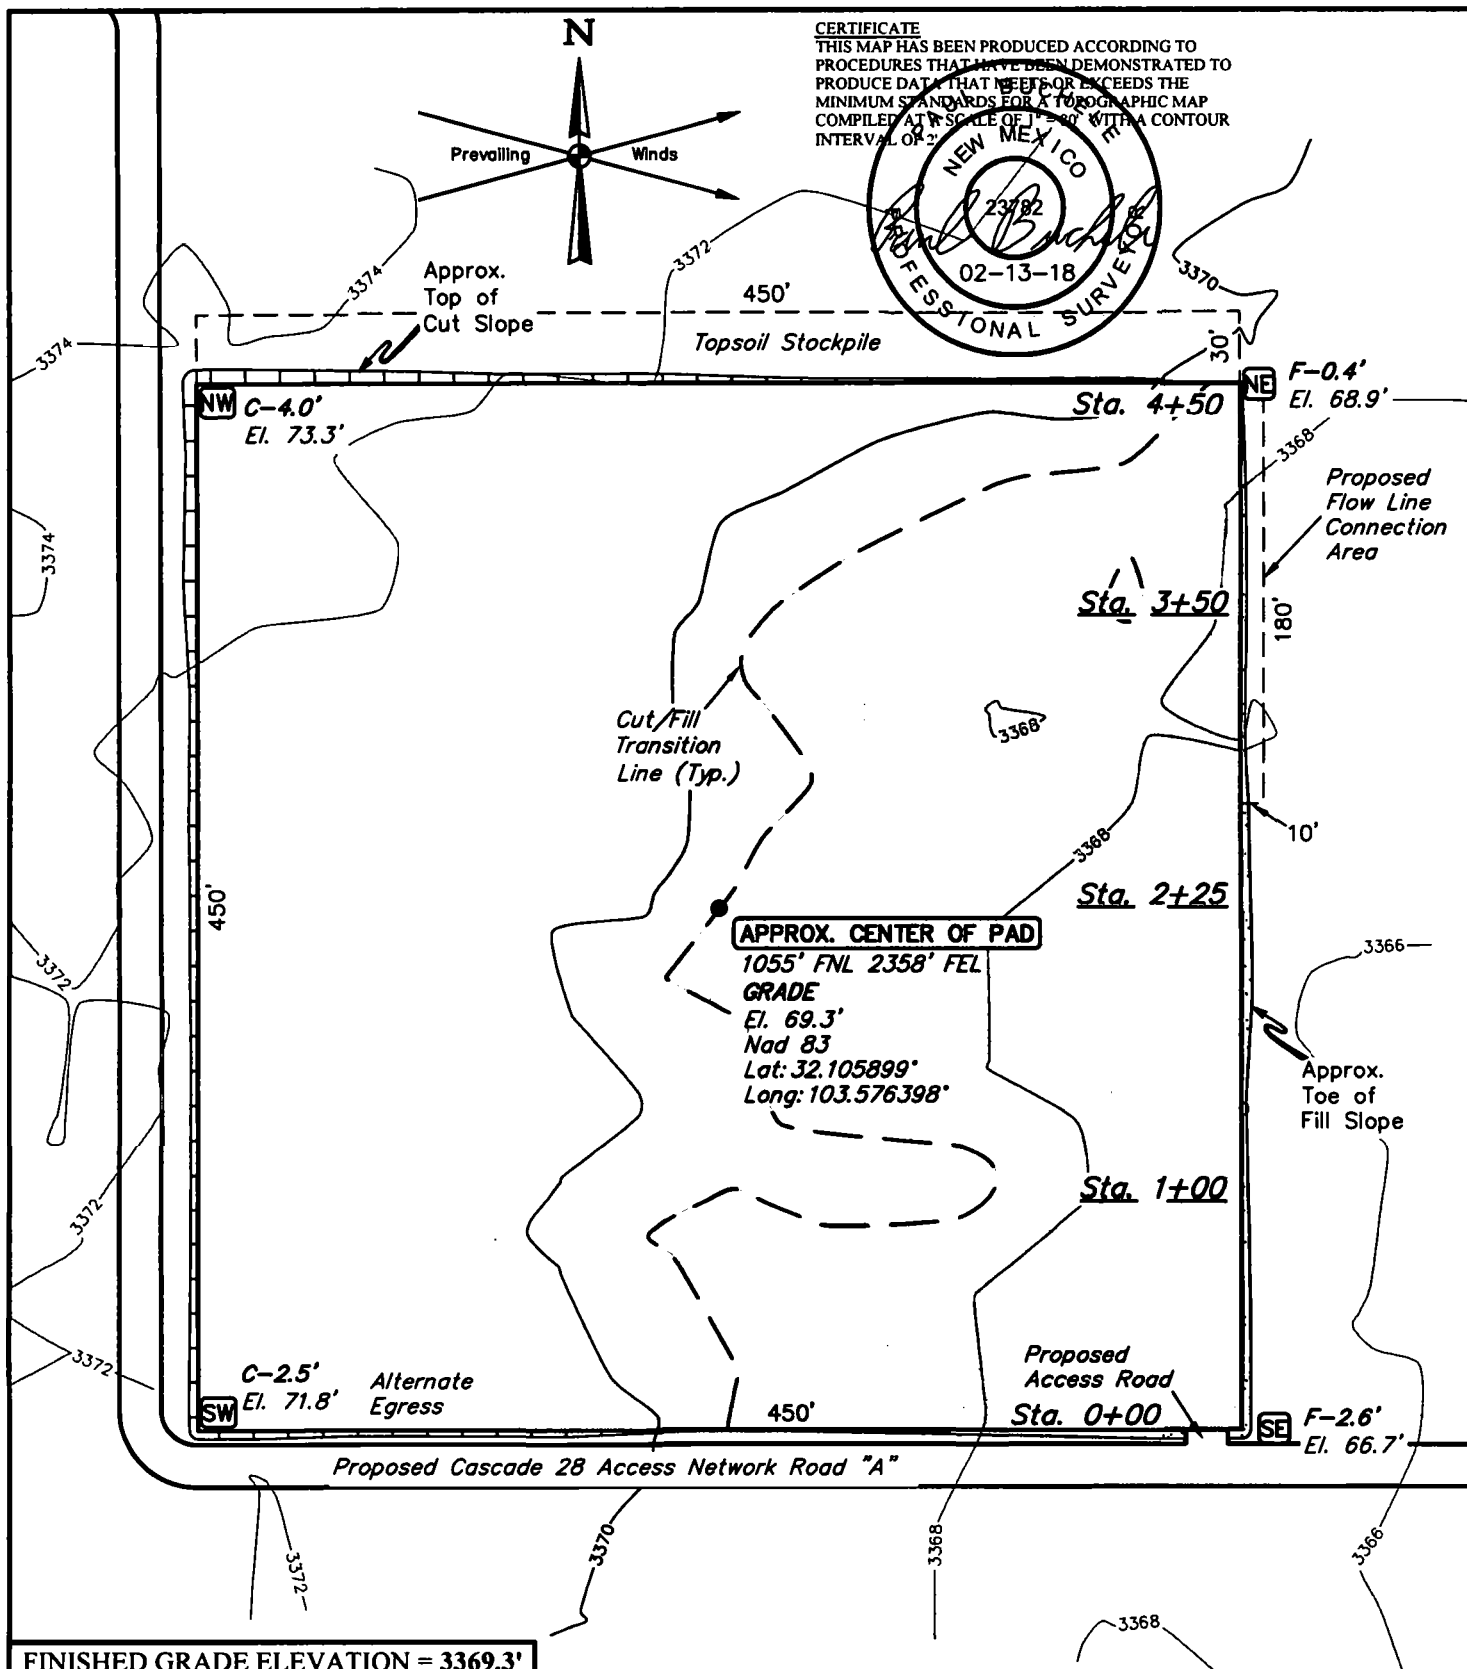 N
Prevailing Winds
CERTIFICATE
THIS MAP HAS BEEN PRODUCED ACCORDING TO
PROCEDURES THAT HAVE BEEN DEMONSTRATED TO
PRODUCE DATA THAT MEETS OR EXCEEDS THE
MINIMUM STANDARDS FOR A TOPOGRAPHIC MAP
COMPILED AT A SCALE OF 1" = 80' WITH A CONTOUR
INTERVAL OF 2'
PAUL BUCHELE
NEW MEXICO
23782
02-13-18
PROFESSIONAL SURVEYOR
3372
3374
3370
Approx.
Top of
Cut Slope
450'
Topsoil Stockpile
30'
3374
NW
C-4.0'
El. 73.3'
Sta. 4+50
NE
F-0.4'
El. 68.9'
3368
Proposed
Flow Line
Connection
Area
3374
Sta. 3+50
180'
Cut/Fill
Transition
Line (Typ.)
3368
10'
3368
450'
Sta. 2+25
APPROX. CENTER OF PAD
1055' FNL 2358' FEL
GRADE
El. 69.3'
Nad 83
Lat: 32.105899°
Long: 103.576398°
3372
3366
Approx.
Toe of
Fill Slope
3372
Sta. 1+00
3372
C-2.5'
El. 71.8'
SW
Alternate
Egress
450'
Proposed
Access Road
Sta. 0+00
SE
F-2.6'
El. 66.7'
Proposed Cascade 28 Access Network Road "A"
3372
3370
3368
3366
3368
FINISHED GRADE ELEVATION = 3369.3'